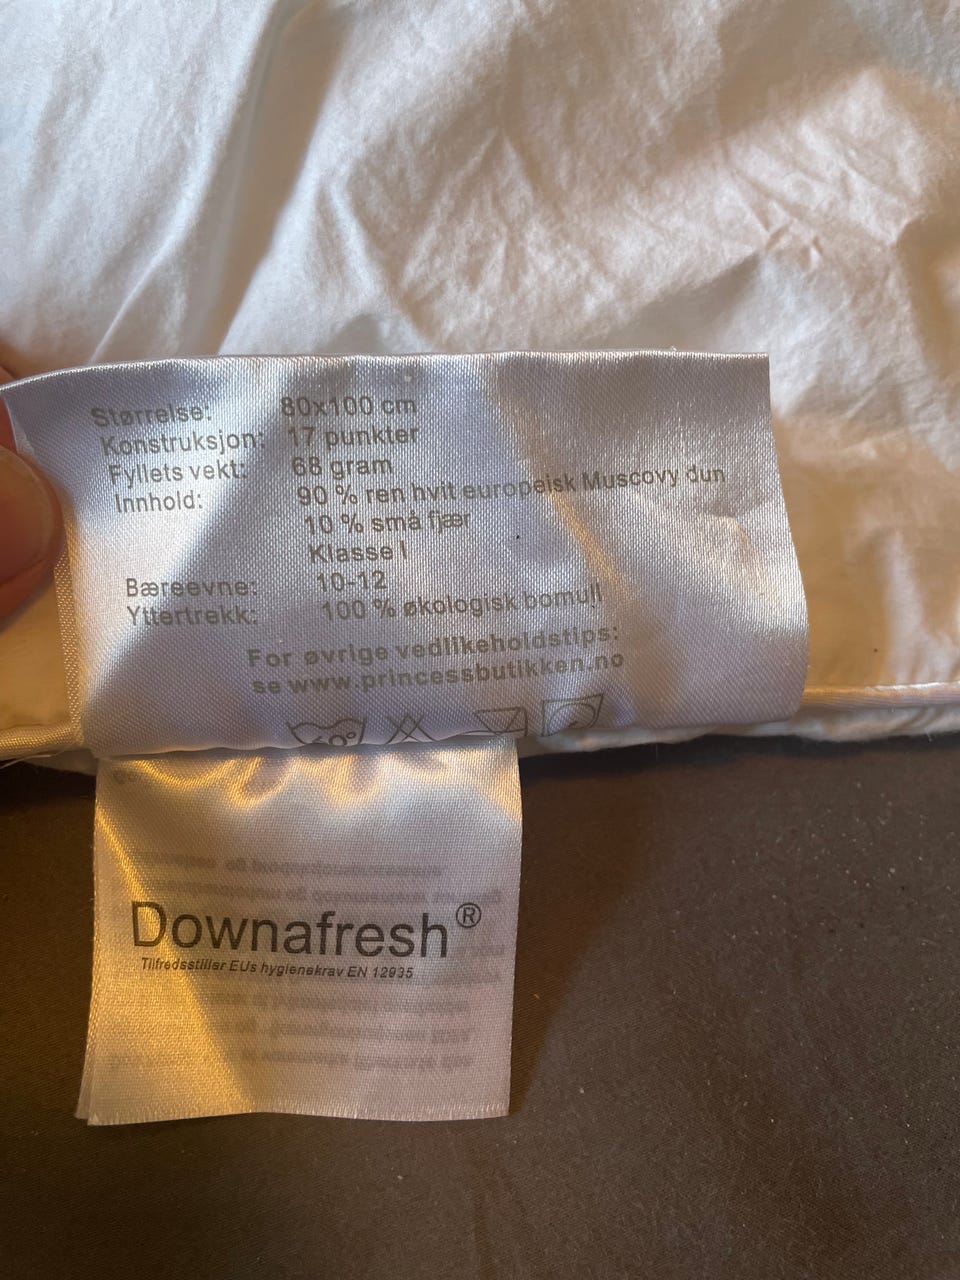 Størrelse: 80x100 cm
Konstruksjon: 17 punkter
Fyllets vekt: 68 gram
Innhold: 90 % ren hvit europeisk Muscovy dun
10 % små fjær
Klasse I
Bæreevne: 10-12
Yttertrekk: 100 % økologisk bomull
For øvrige vedlikeholdstips:
se www.princessbutikken.no
Downafresh®
Tilfredsstiller EUs hygienekrav EN 12935